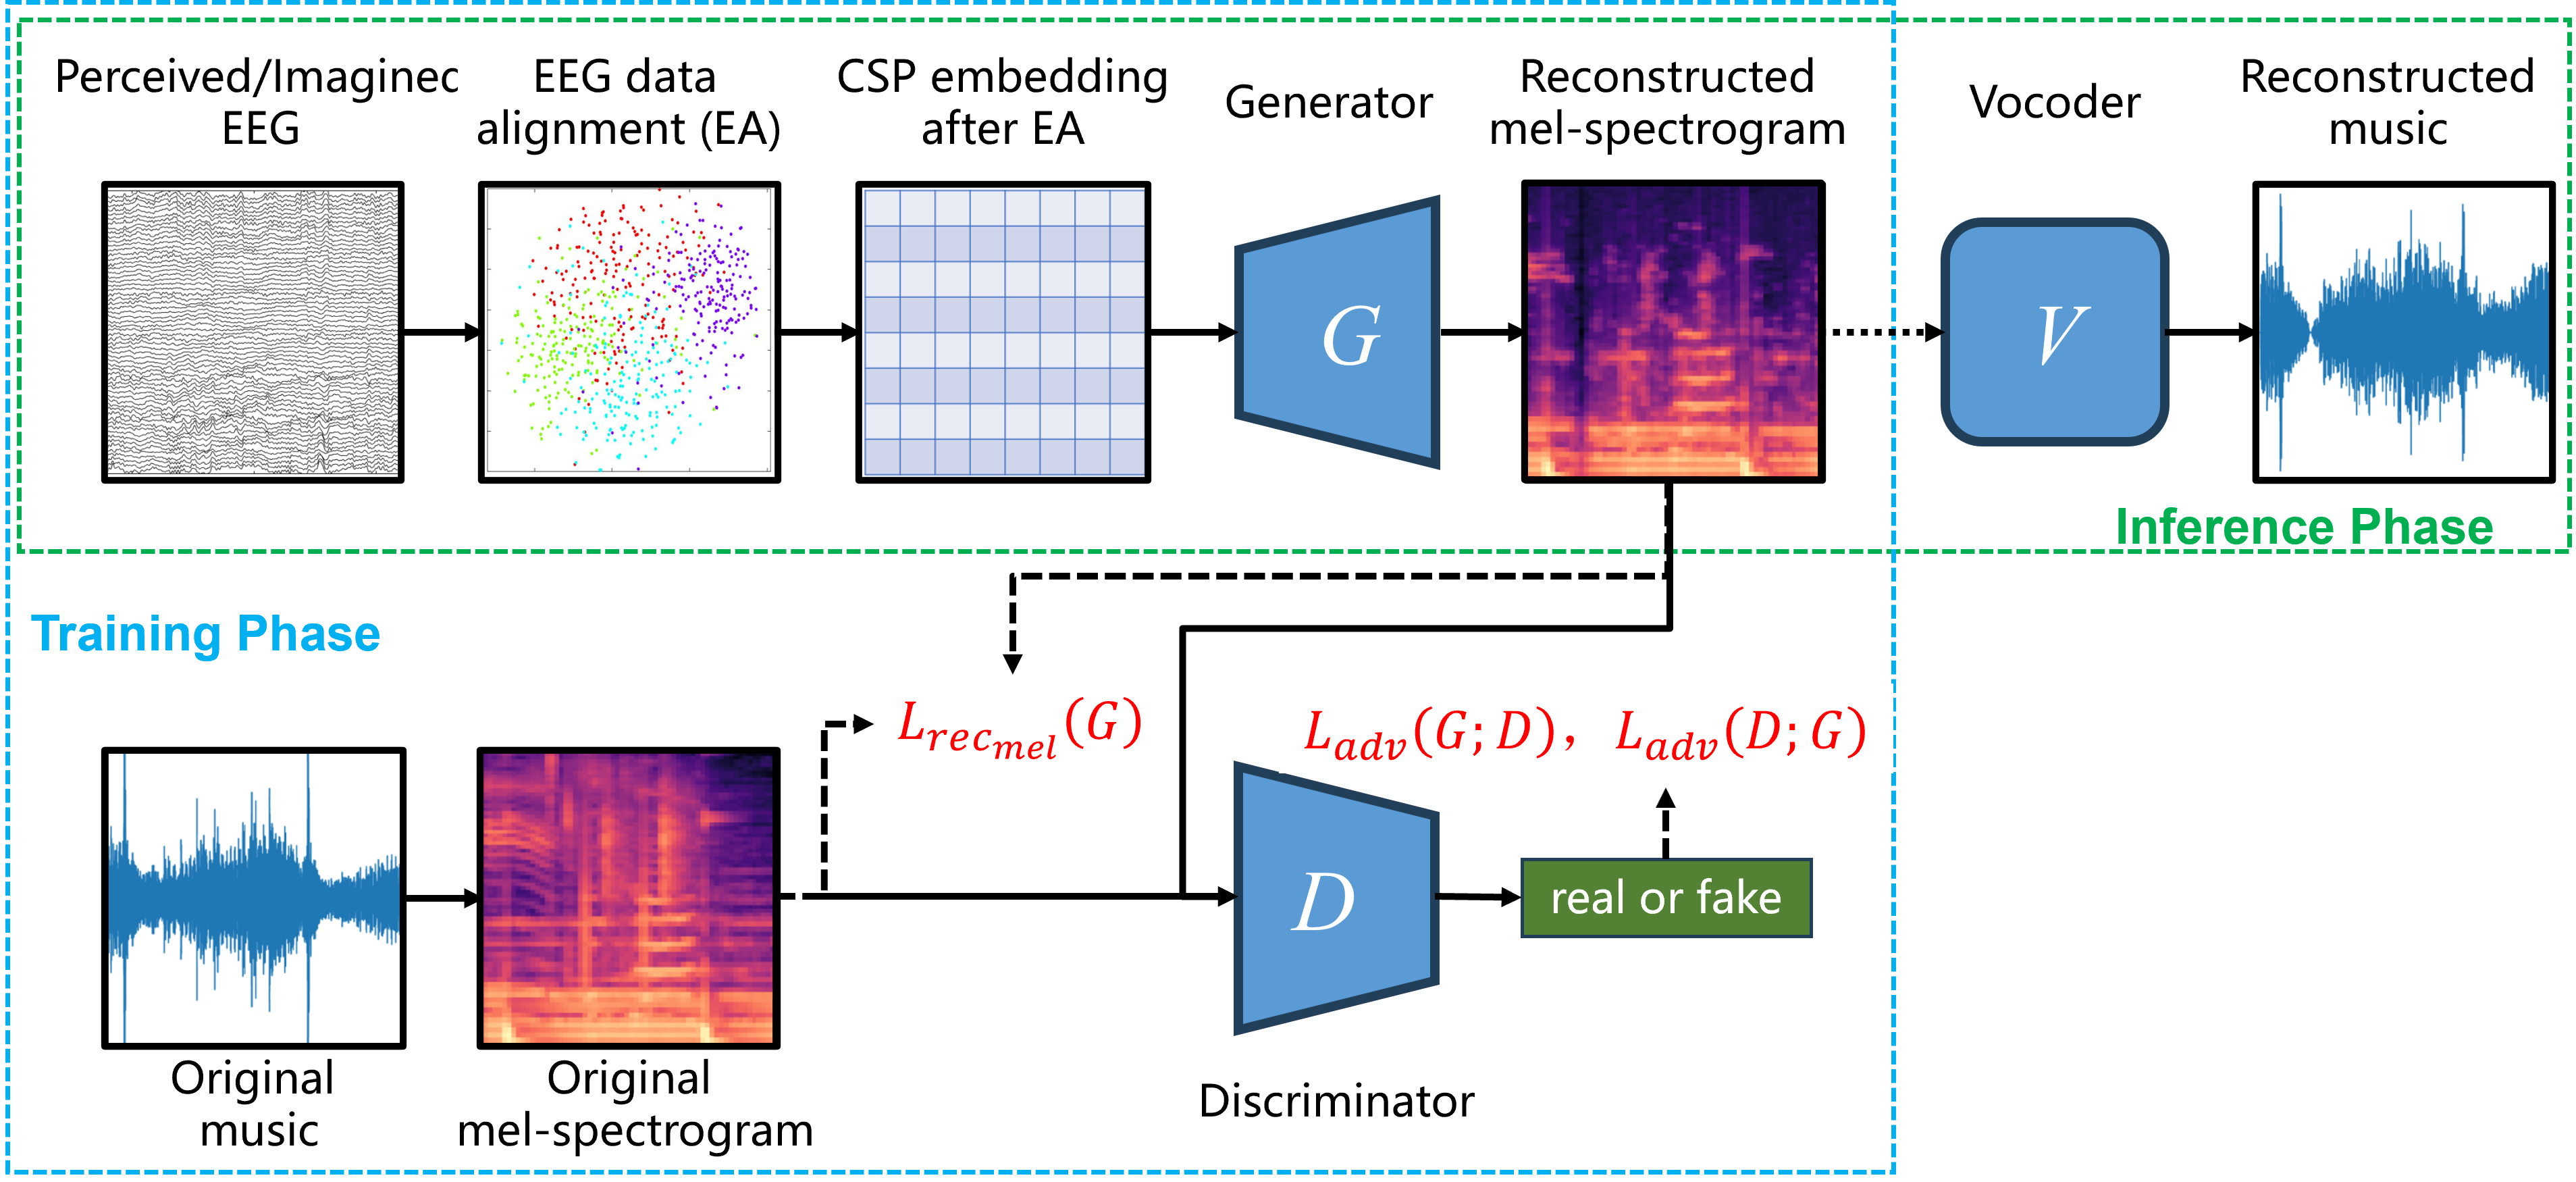 Perceived/Imaginec
EEG
EEG data
alignment (EA)
CSP embedding
after EA
Generator
Reconstructed
mel-spectrogram
Vocoder
Reconstructed
music
G
V
Inference Phase
Training Phase
L_{rec_{mel}}(G)
L_{adv}(G; D), L_{adv}(D; G)
D
real or fake
Original
music
Original
mel-spectrogram
Discriminator